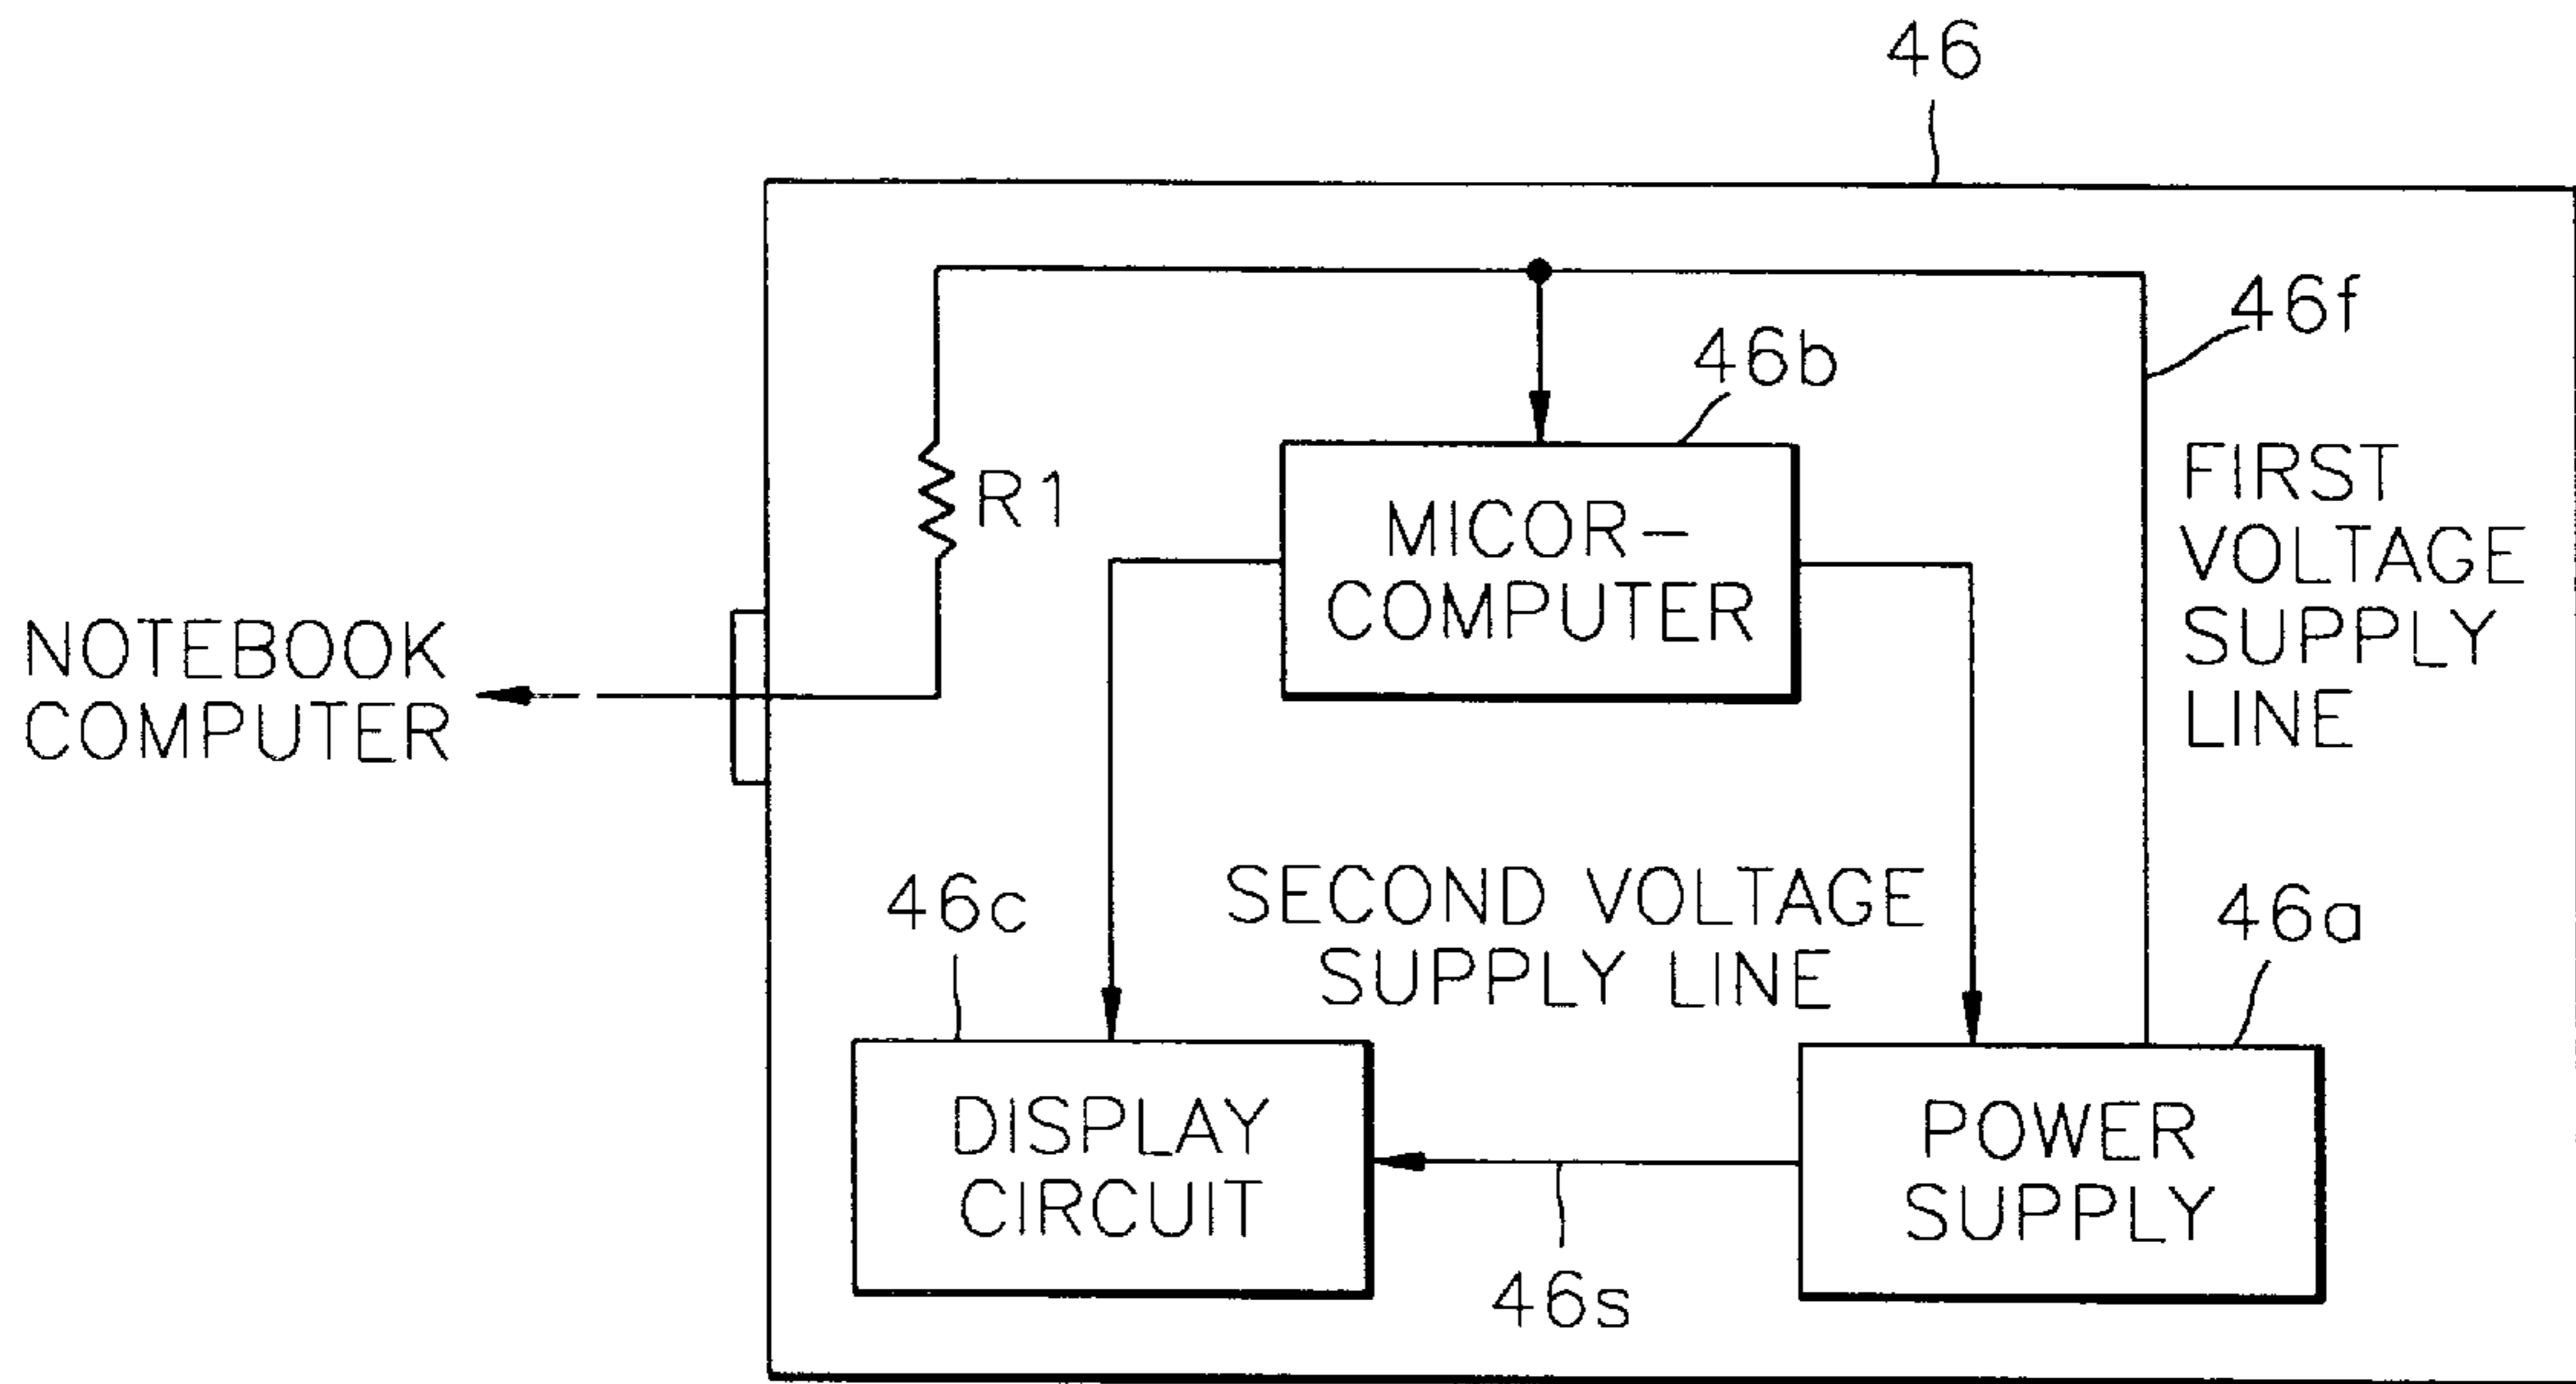 46
46f
46b
FIRST
VOLTAGE
SUPPLY
LINE
R1
MICOR-
COMPUTER
NOTEBOOK
COMPUTER
SECOND VOLTAGE
SUPPLY LINE
46c
46a
DISPLAY
CIRCUIT
POWER
SUPPLY
46s